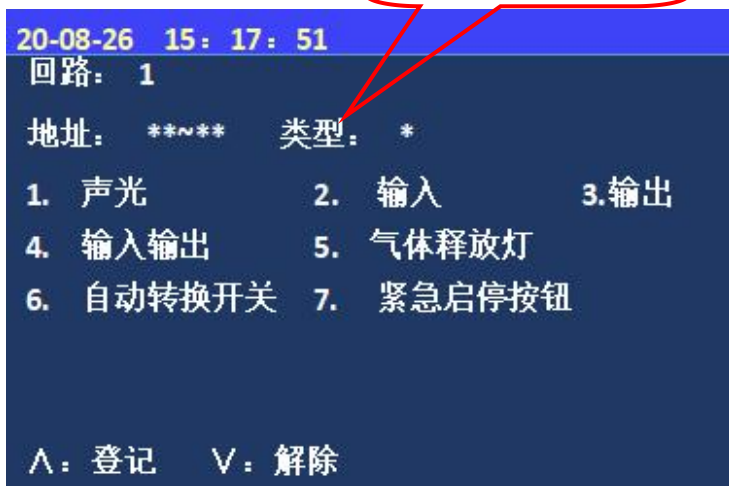 20-08-26 15：17：51
回路： 1
地址： **~** 类型： *
1. 声光 2. 输入 3.输出
4. 输入输出 5. 气体释放灯
6. 自动转换开关 7. 紧急启停按钮
∧：登记 ∨：解除